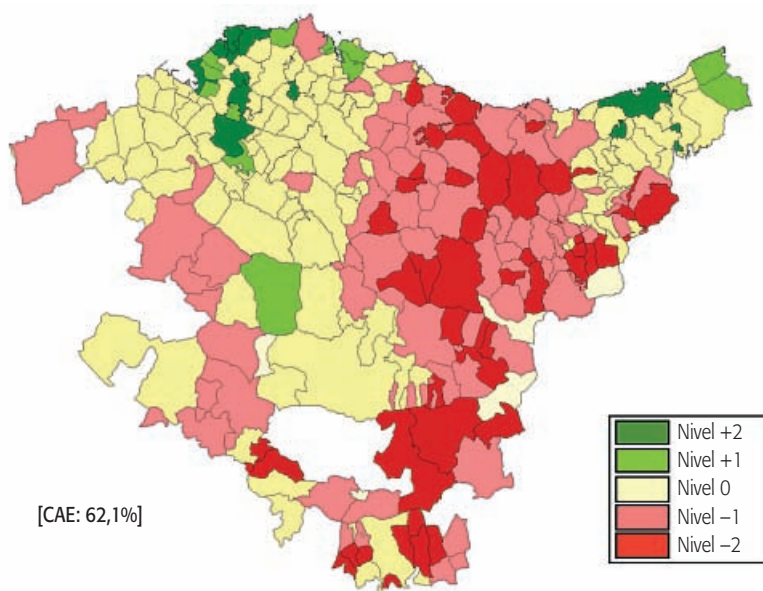 Nivel +2
Nivel +1
Nivel 0
Nivel –1
Nivel –2
[CAE: 62,1%]